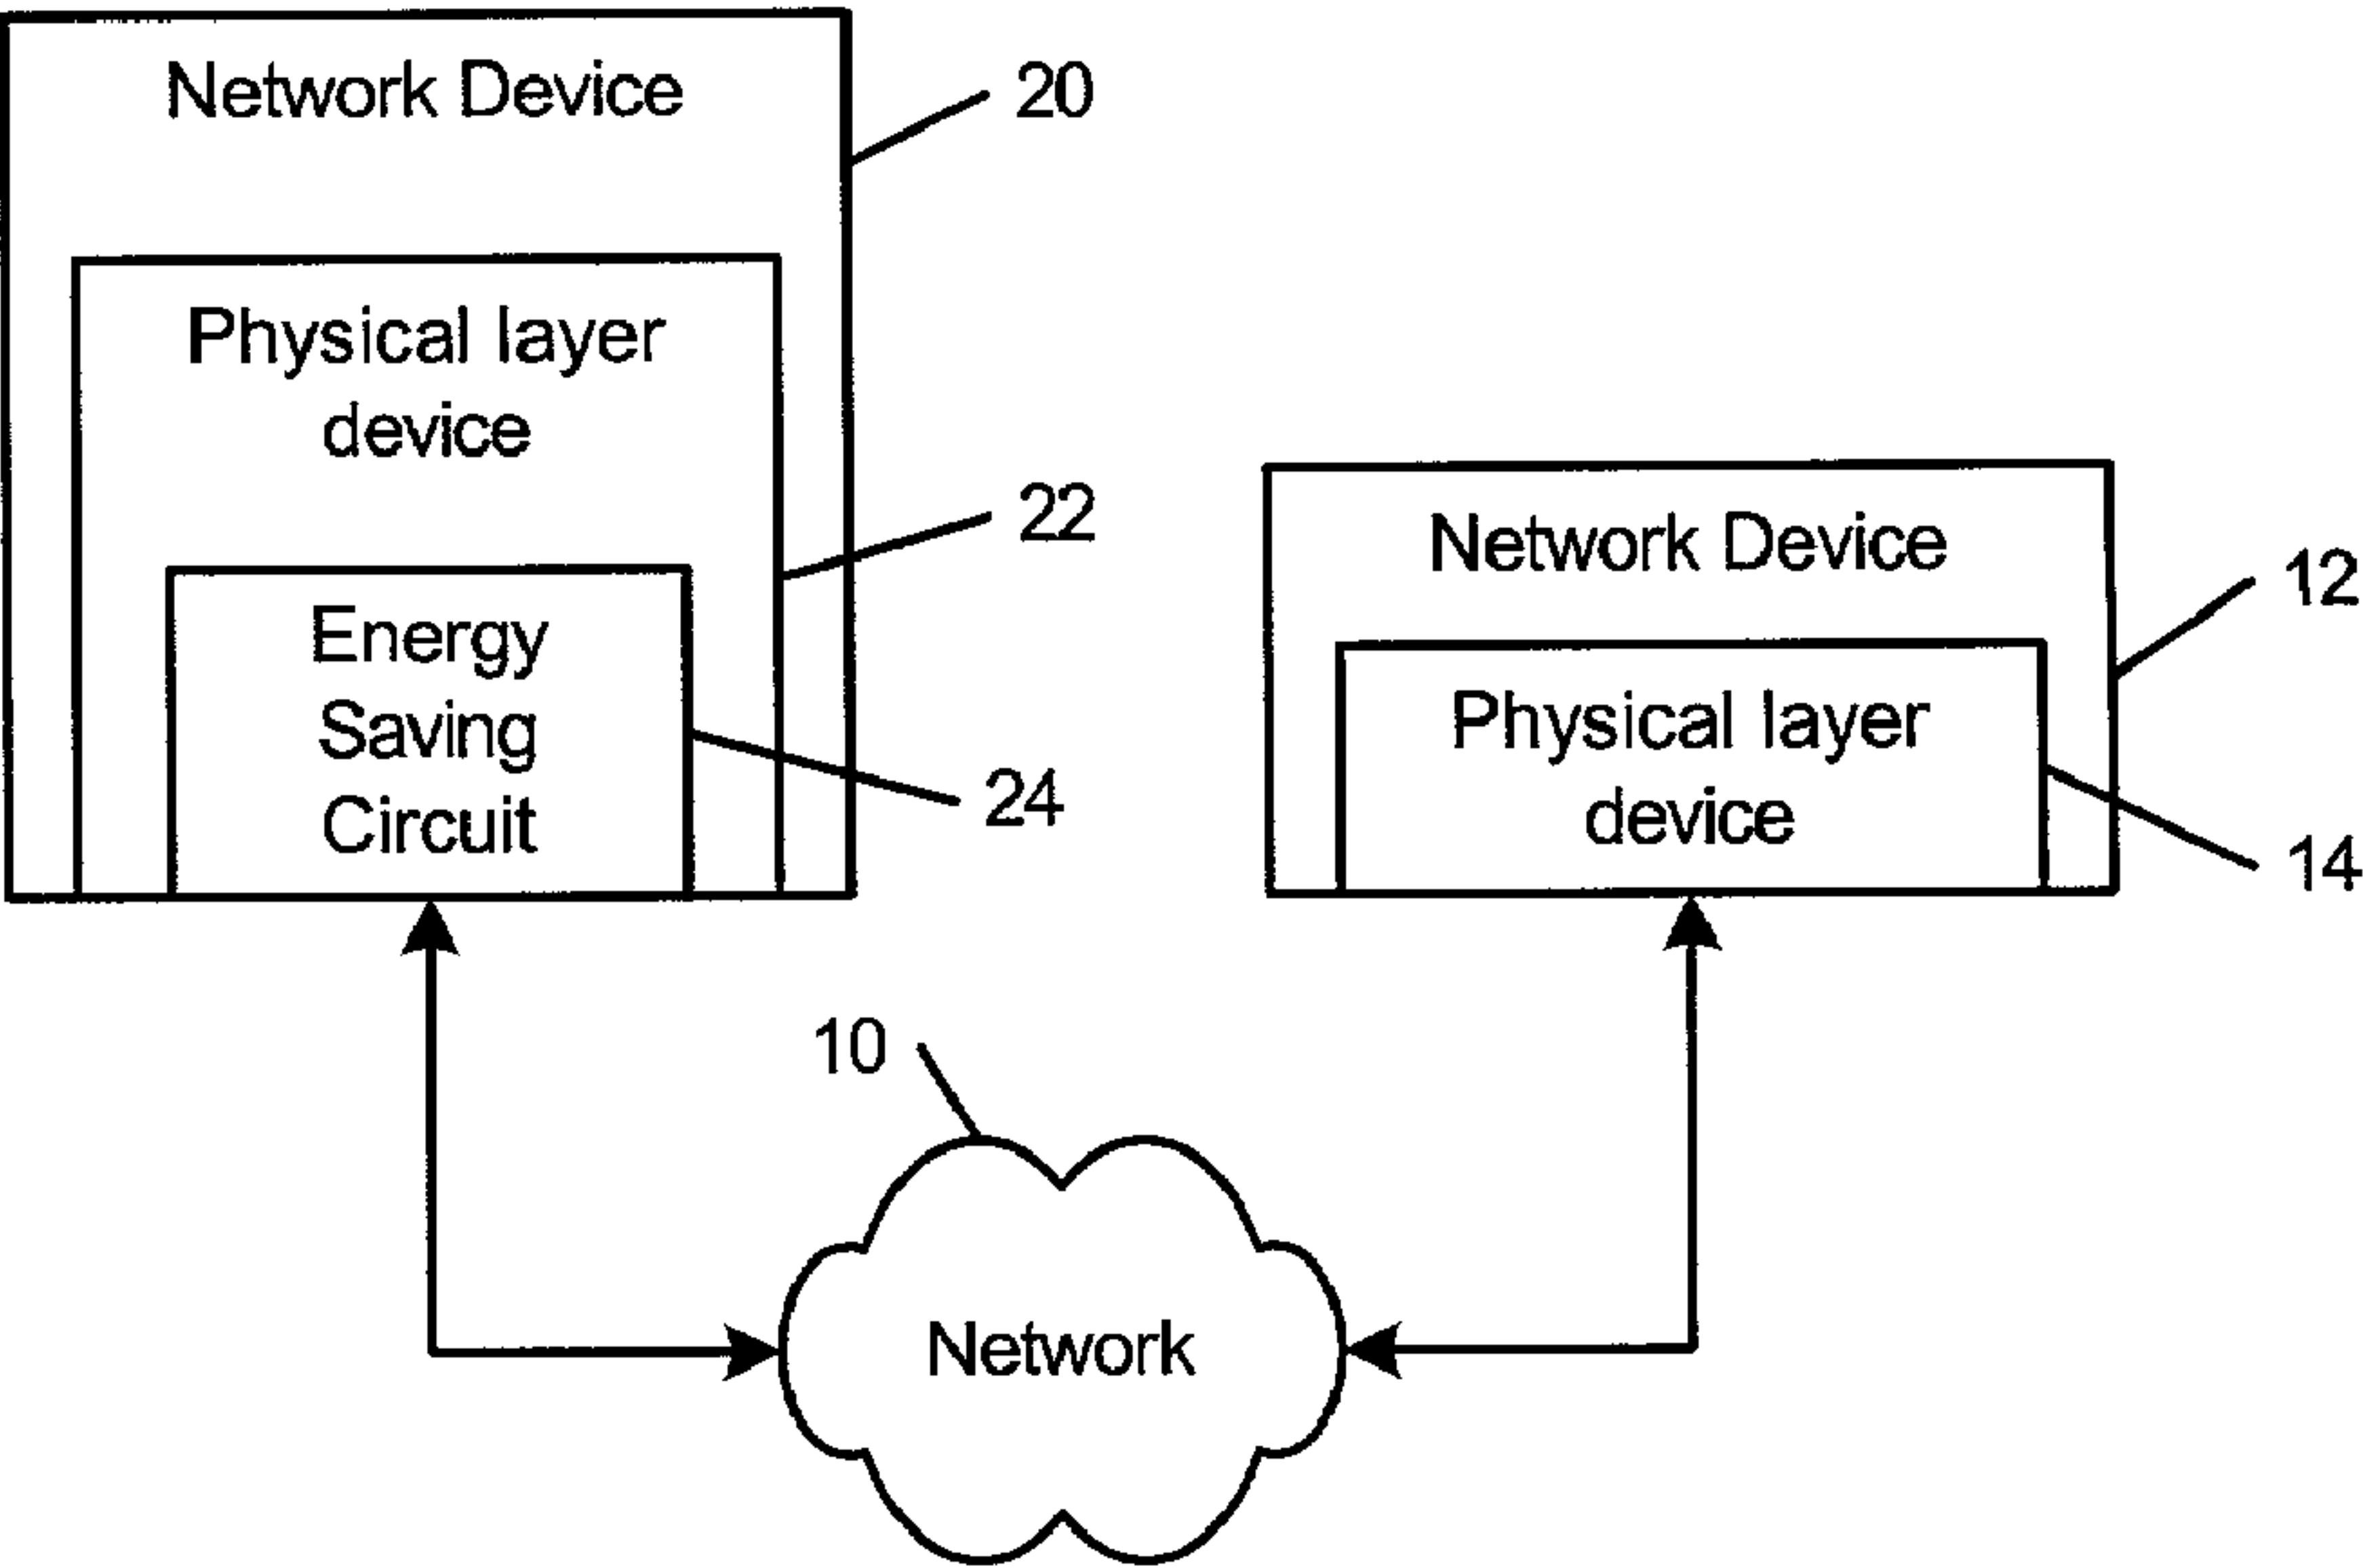 Network Device
20
Physical layer
device
22
Energy
Saving
Circuit
24
Network Device
12
Physical layer
device
14
10
Network